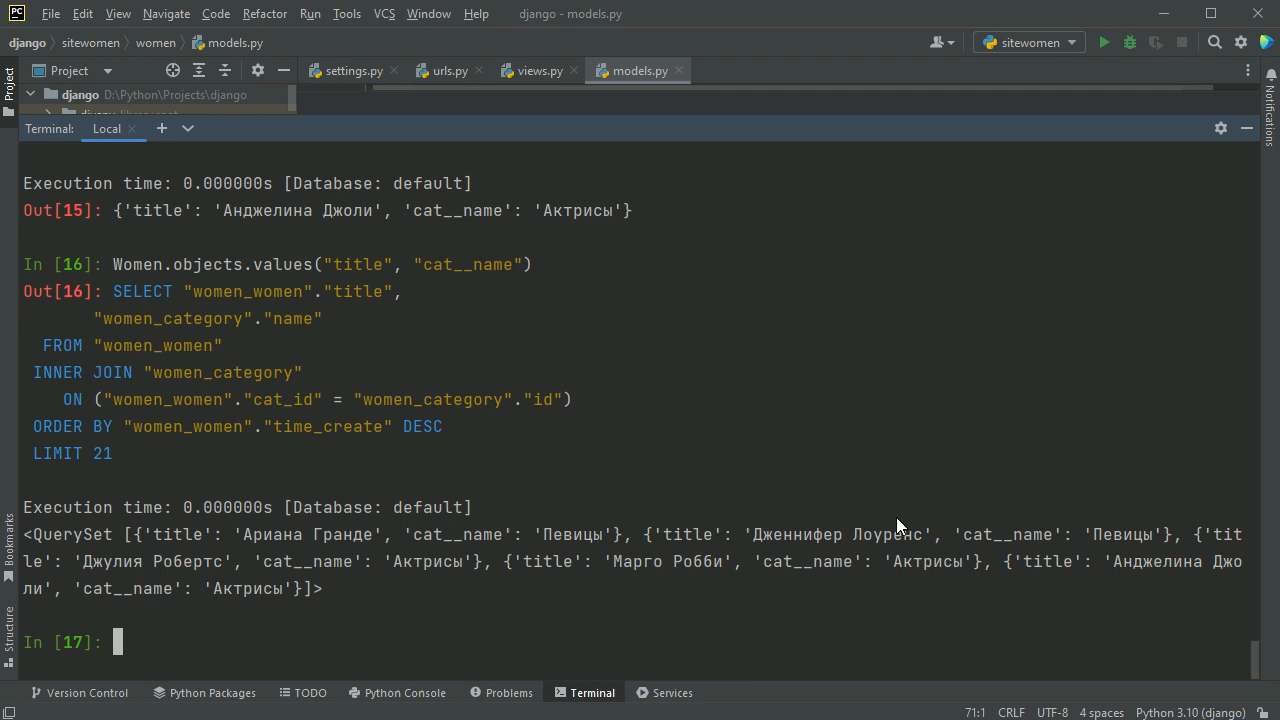 PC File Edit View Navigate Code Refactor Run Tools VCS Window Help django - models.py
django sitewomen women models.py sitewomen
Project settings.py urls.py views.py models.py
Project
django D:\Python\Projects\django
Notifications
Terminal: Local
Execution time: 0.000000s [Database: default]
Out[15]: {'title': 'Анджелина Джоли', 'cat__name': 'Актрисы'}
In [16]: Women.objects.values("title", "cat__name")
Out[16]: SELECT "women_women"."title",
"women_category"."name"
FROM "women_women"
INNER JOIN "women_category"
ON ("women_women"."cat_id" = "women_category"."id")
ORDER BY "women_women"."time_create" DESC
LIMIT 21
Execution time: 0.000000s [Database: default]
<QuerySet [{'title': 'Ариана Гранде', 'cat__name': 'Певицы'}, {'title': 'Дженнифер Лоуренс', 'cat__name': 'Певицы'}, {'tit
le': 'Джулия Робертс', 'cat__name': 'Актрисы'}, {'title': 'Марго Робби', 'cat__name': 'Актрисы'}, {'title': 'Анджелина Джо
ли', 'cat__name': 'Актрисы'}]>
Bookmarks
Structure
In [17]:
Version Control Python Packages TODO Python Console Problems Terminal Services
71:1 CRLF UTF-8 4 spaces Python 3.10 (django)